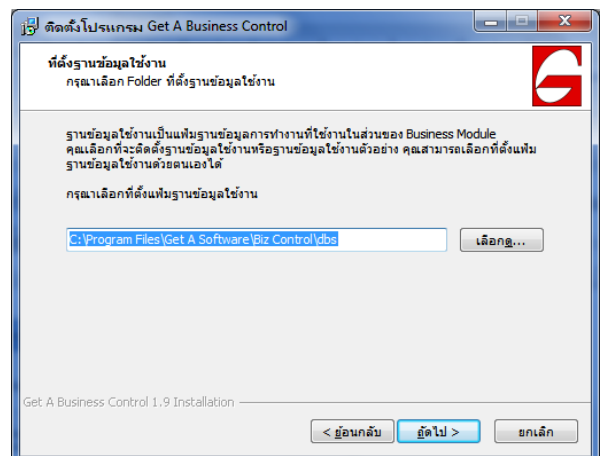 ติดตั้งโปรแกรม Get A Business Control
ที่ตั้งฐานข้อมูลใช้งาน
กรุณาเลือก Folder ที่ตั้งฐานข้อมูลใช้งาน
ฐานข้อมูลใช้งานเป็นแฟ้มฐานข้อมูลการทำงานที่ใช้งานในส่วนของ Business Module
คุณเลือกที่จะติดตั้งฐานข้อมูลใช้งานหรือฐานข้อมูลใช้งานตัวอย่าง คุณสามารถเลือกที่ตั้งแฟ้ม
ฐานข้อมูลใช้งานด้วยตนเองได้
กรุณาเลือกที่ตั้งแฟ้มฐานข้อมูลใช้งาน
C:\Program Files\Get A Software\Biz Control\dbs
เลือกดู...
Get A Business Control 1.9 Installation
< ย้อนกลับ
ถัดไป >
ยกเลิก